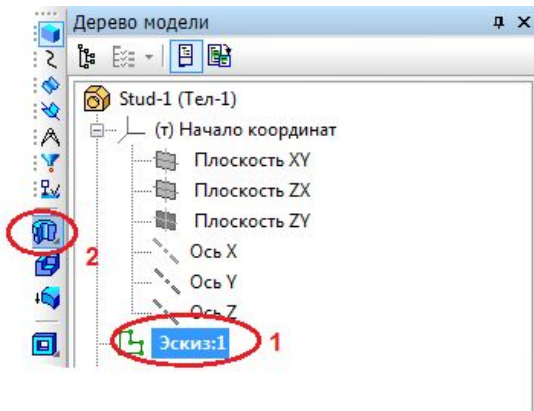 Дерево модели
Stud-1 (Тел-1)
(т) Начало координат
Плоскость XY
Плоскость ZX
Плоскость ZY
Ось X
2
Ось Y
Ось Z
Эскиз:1
1